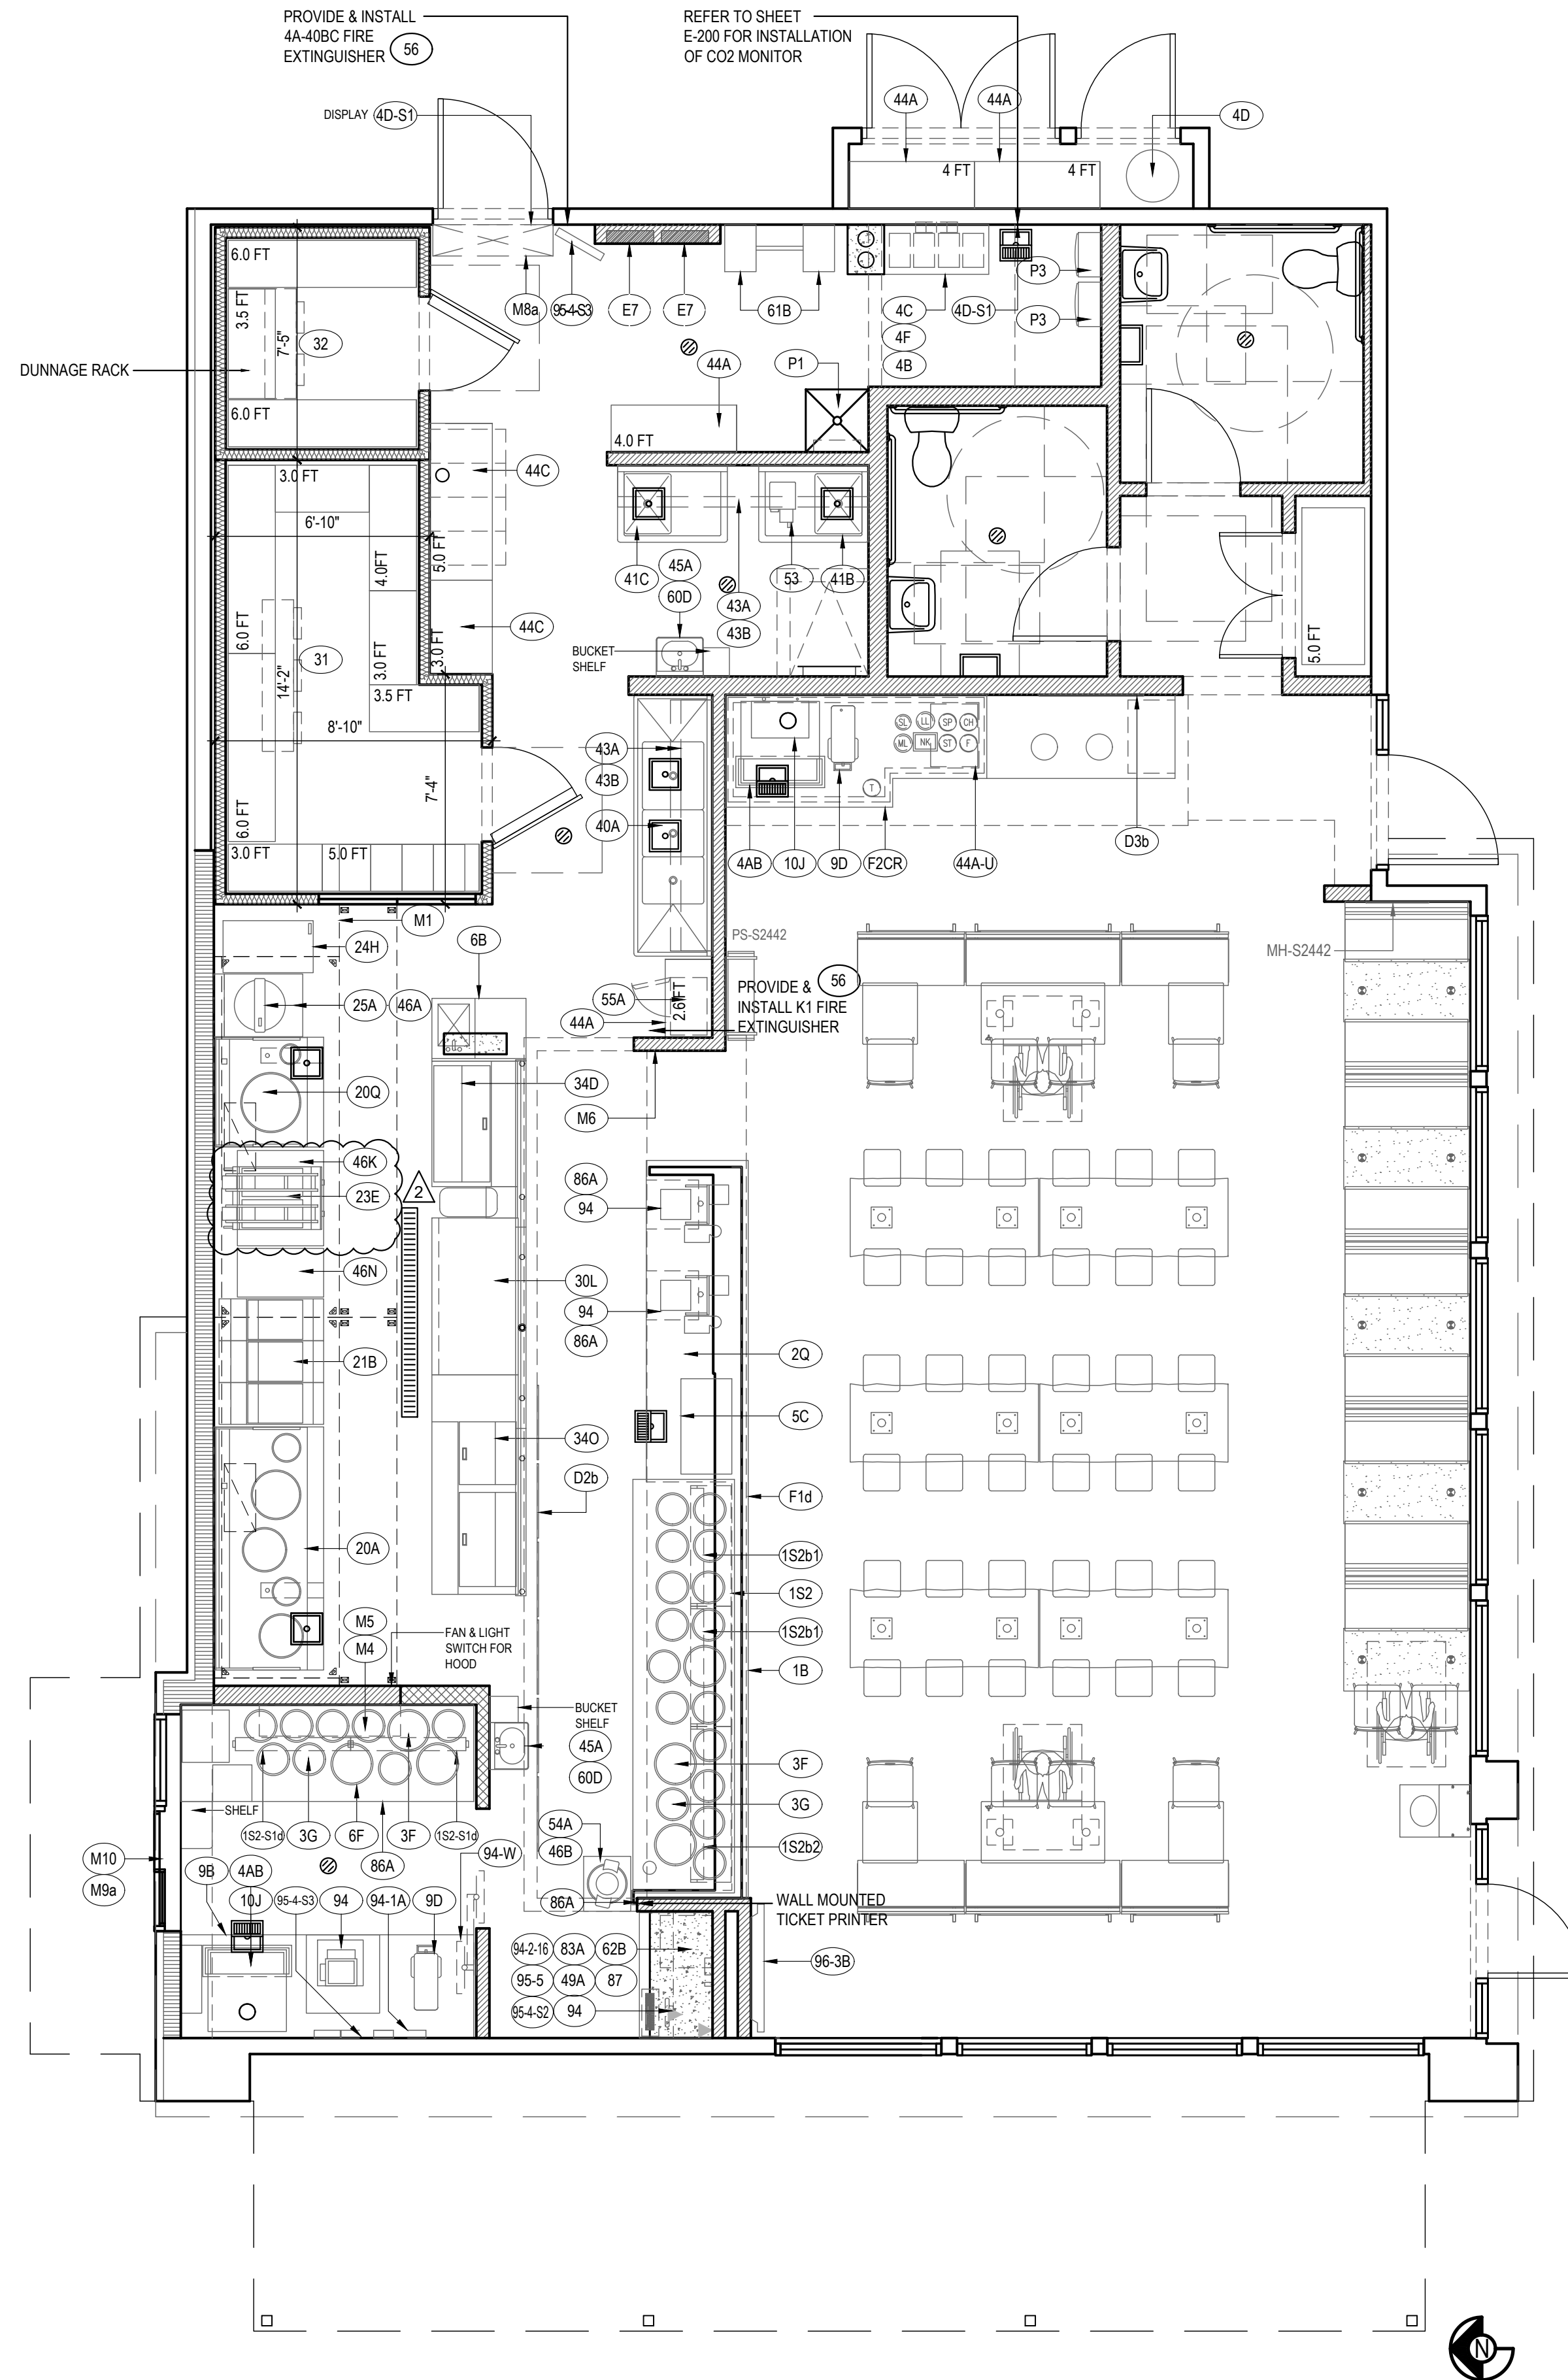 PROVIDE & INSTALL
4A-40BC FIRE
EXTINGUISHER 56
REFER TO SHEET
E-200 FOR INSTALLATION
OF CO2 MONITOR
DISPLAY 4D-S1
44A
44A
4D
4 FT
4 FT
6.0 FT
3.5 FT
7'-5"
32
DUNNAGE RACK
6.0 FT
M8a
95-4-S3
E7
E7
61B
4C
4D-S1
4F
4B
P3
P3
44A
P1
4.0 FT
3.0 FT
6'-10"
44C
5.0 FT
4.0FT
41C
45A
60D
53
41B
43A
43B
6.0 FT
31
14'-2"
3.0 FT
44C
3.0 FT
BUCKET
SHELF
5.0 FT
3.5 FT
8'-10"
43A
43B
7'-4"
40A
6.0 FT
3.0 FT
5.0 FT
SL
LL
SP
CH
ML
NK
ST
F
T
4AB
10J
9D
F2CR
44A-U
D3b
M1
24H
6B
PS-S2442
MH-S2442
25A
46A
55A
2.6 FT
44A
PROVIDE & 56
INSTALL K1 FIRE
EXTINGUISHER
20Q
34D
M6
46K
23E
2
86A
94
46N
30L
94
86A
21B
2Q
5C
34O
D2b
F1d
20A
1S2b1
1S2
1S2b1
M5
M4
FAN & LIGHT
SWITCH FOR
HOOD
1B
BUCKET
SHELF
45A
60D
3F
3G
SHELF
1S2-S1d
3G
6F
3F
1S2-S1d
86A
54A
46B
1S2b2
M10
M9a
9B
4AB
10J
95-4-S3
94
94-1A
9D
94-W
86A
WALL MOUNTED
TICKET PRINTER
94-2-16
83A
62B
95-5
49A
87
95-4-S2
94
96-3B
N